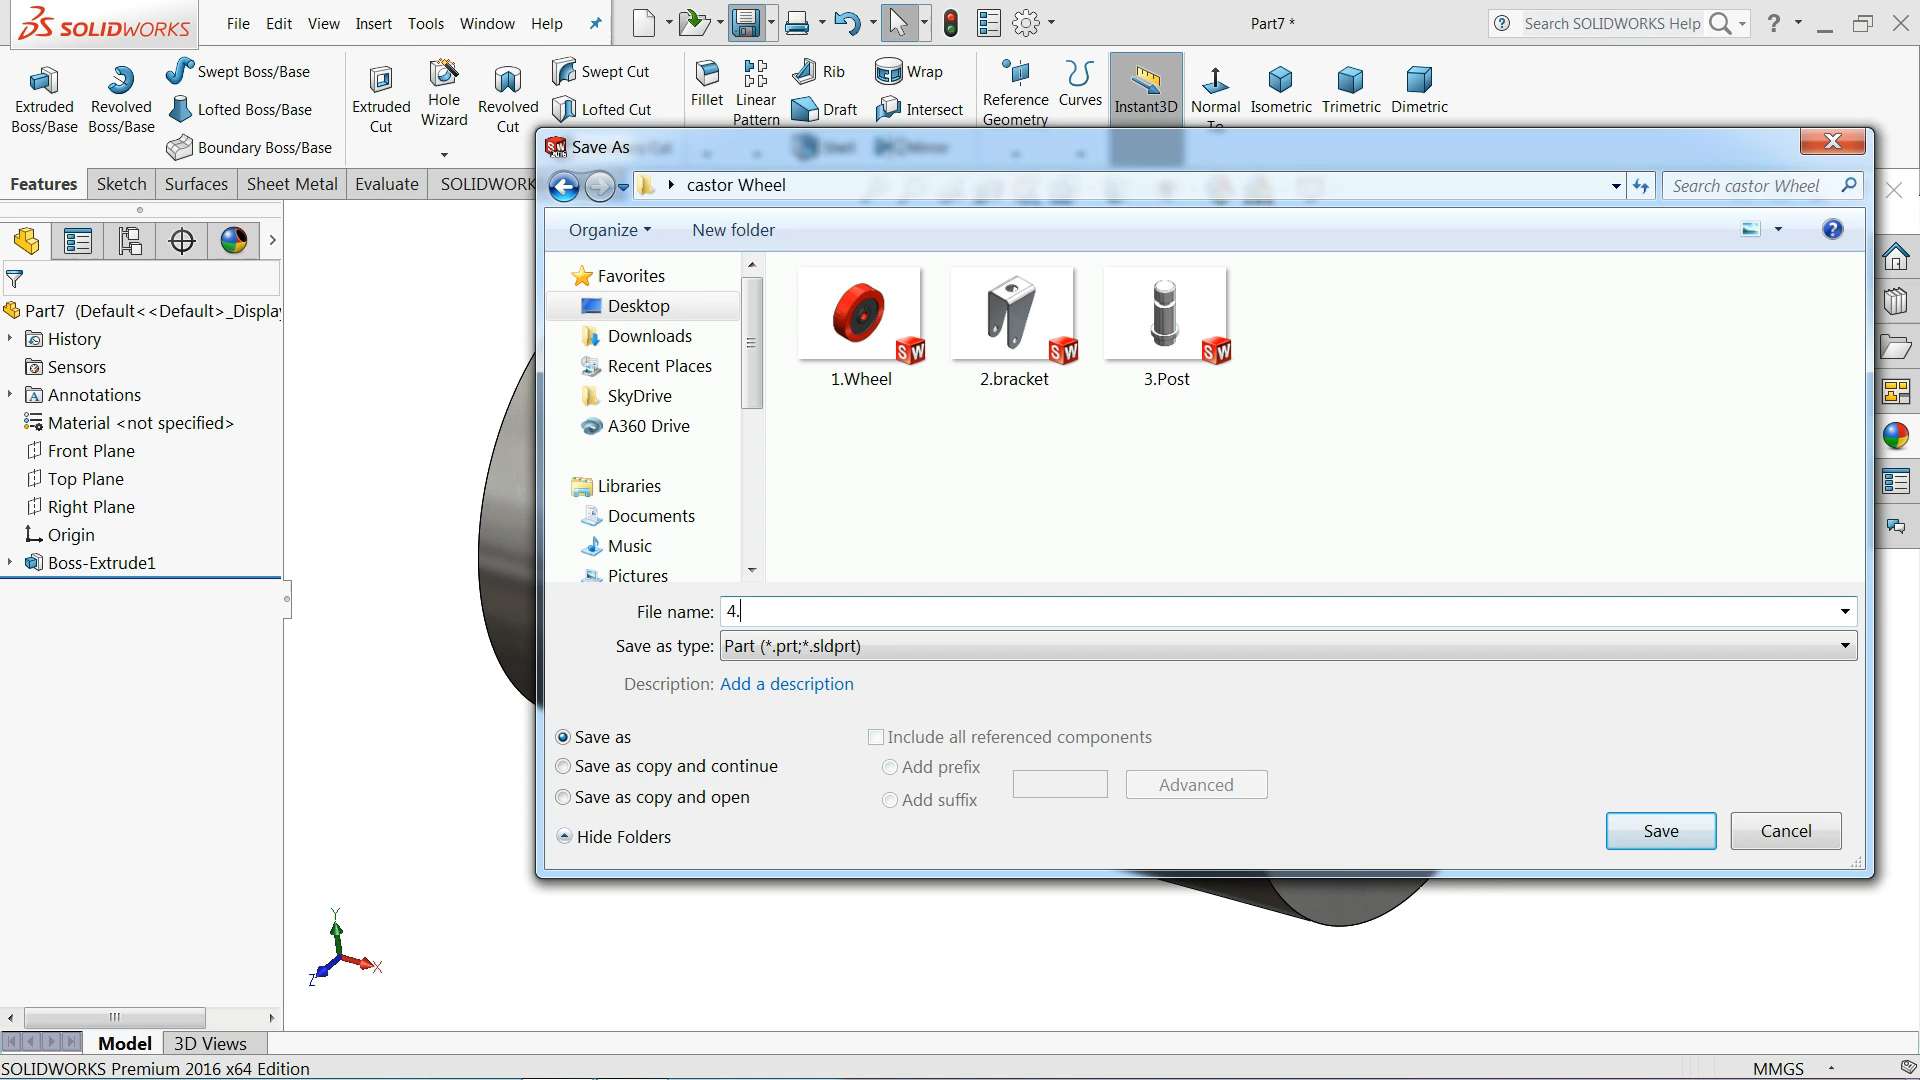 SOLIDWORKS
File Edit View Insert Tools Window Help
Part7 *
Search SOLIDWORKS Help
Extruded Boss/Base
Revolved Boss/Base
Swept Boss/Base
Lofted Boss/Base
Boundary Boss/Base
Extruded Cut
Hole Wizard
Revolved Cut
Swept Cut
Lofted Cut
Fillet
Linear Pattern
Rib
Draft
Wrap
Intersect
Reference Geometry
Curves
Instant3D
Normal To
Isometric
Trimetric
Dimetric
Features Sketch Surfaces Sheet Metal Evaluate SOLIDWORK
Part7 (Default<<Default>_Display
History
Sensors
Annotations
Material <not specified>
Front Plane
Top Plane
Right Plane
Origin
Boss-Extrude1
SW 2016 Save As
castor Wheel
Search castor Wheel
Organize New folder
Favorites
Desktop
Downloads
Recent Places
SkyDrive
A360 Drive
Libraries
Documents
Music
Pictures
SW SW SW
1.Wheel 2.bracket 3.Post
File name: 4.
Save as type: Part (*.prt;*.sldprt)
Description: Add a description
Save as
Save as copy and continue
Save as copy and open
Include all referenced components
Add prefix
Add suffix
Advanced
Hide Folders
Save Cancel
Y
X
Z
Model 3D Views
SOLIDWORKS Premium 2016 x64 Edition
MMGS